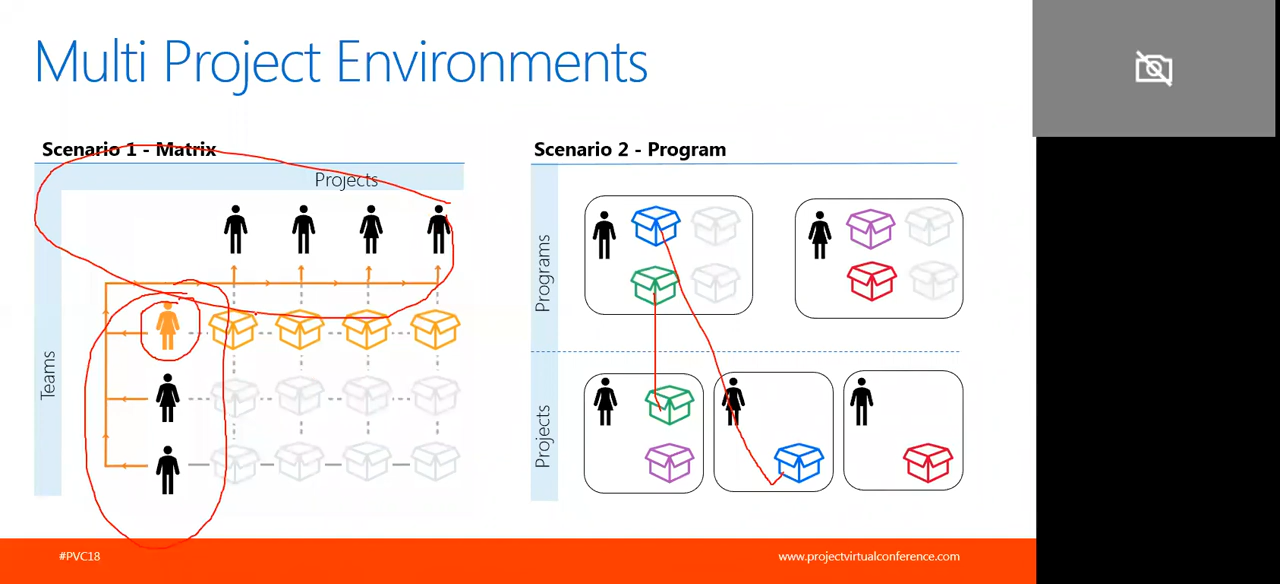 Multi Project Environments
Scenario 1 - Matrix
Projects
Teams
Scenario 2 - Program
Programs
Projects
#PVC18
www.projectvirtualconference.com